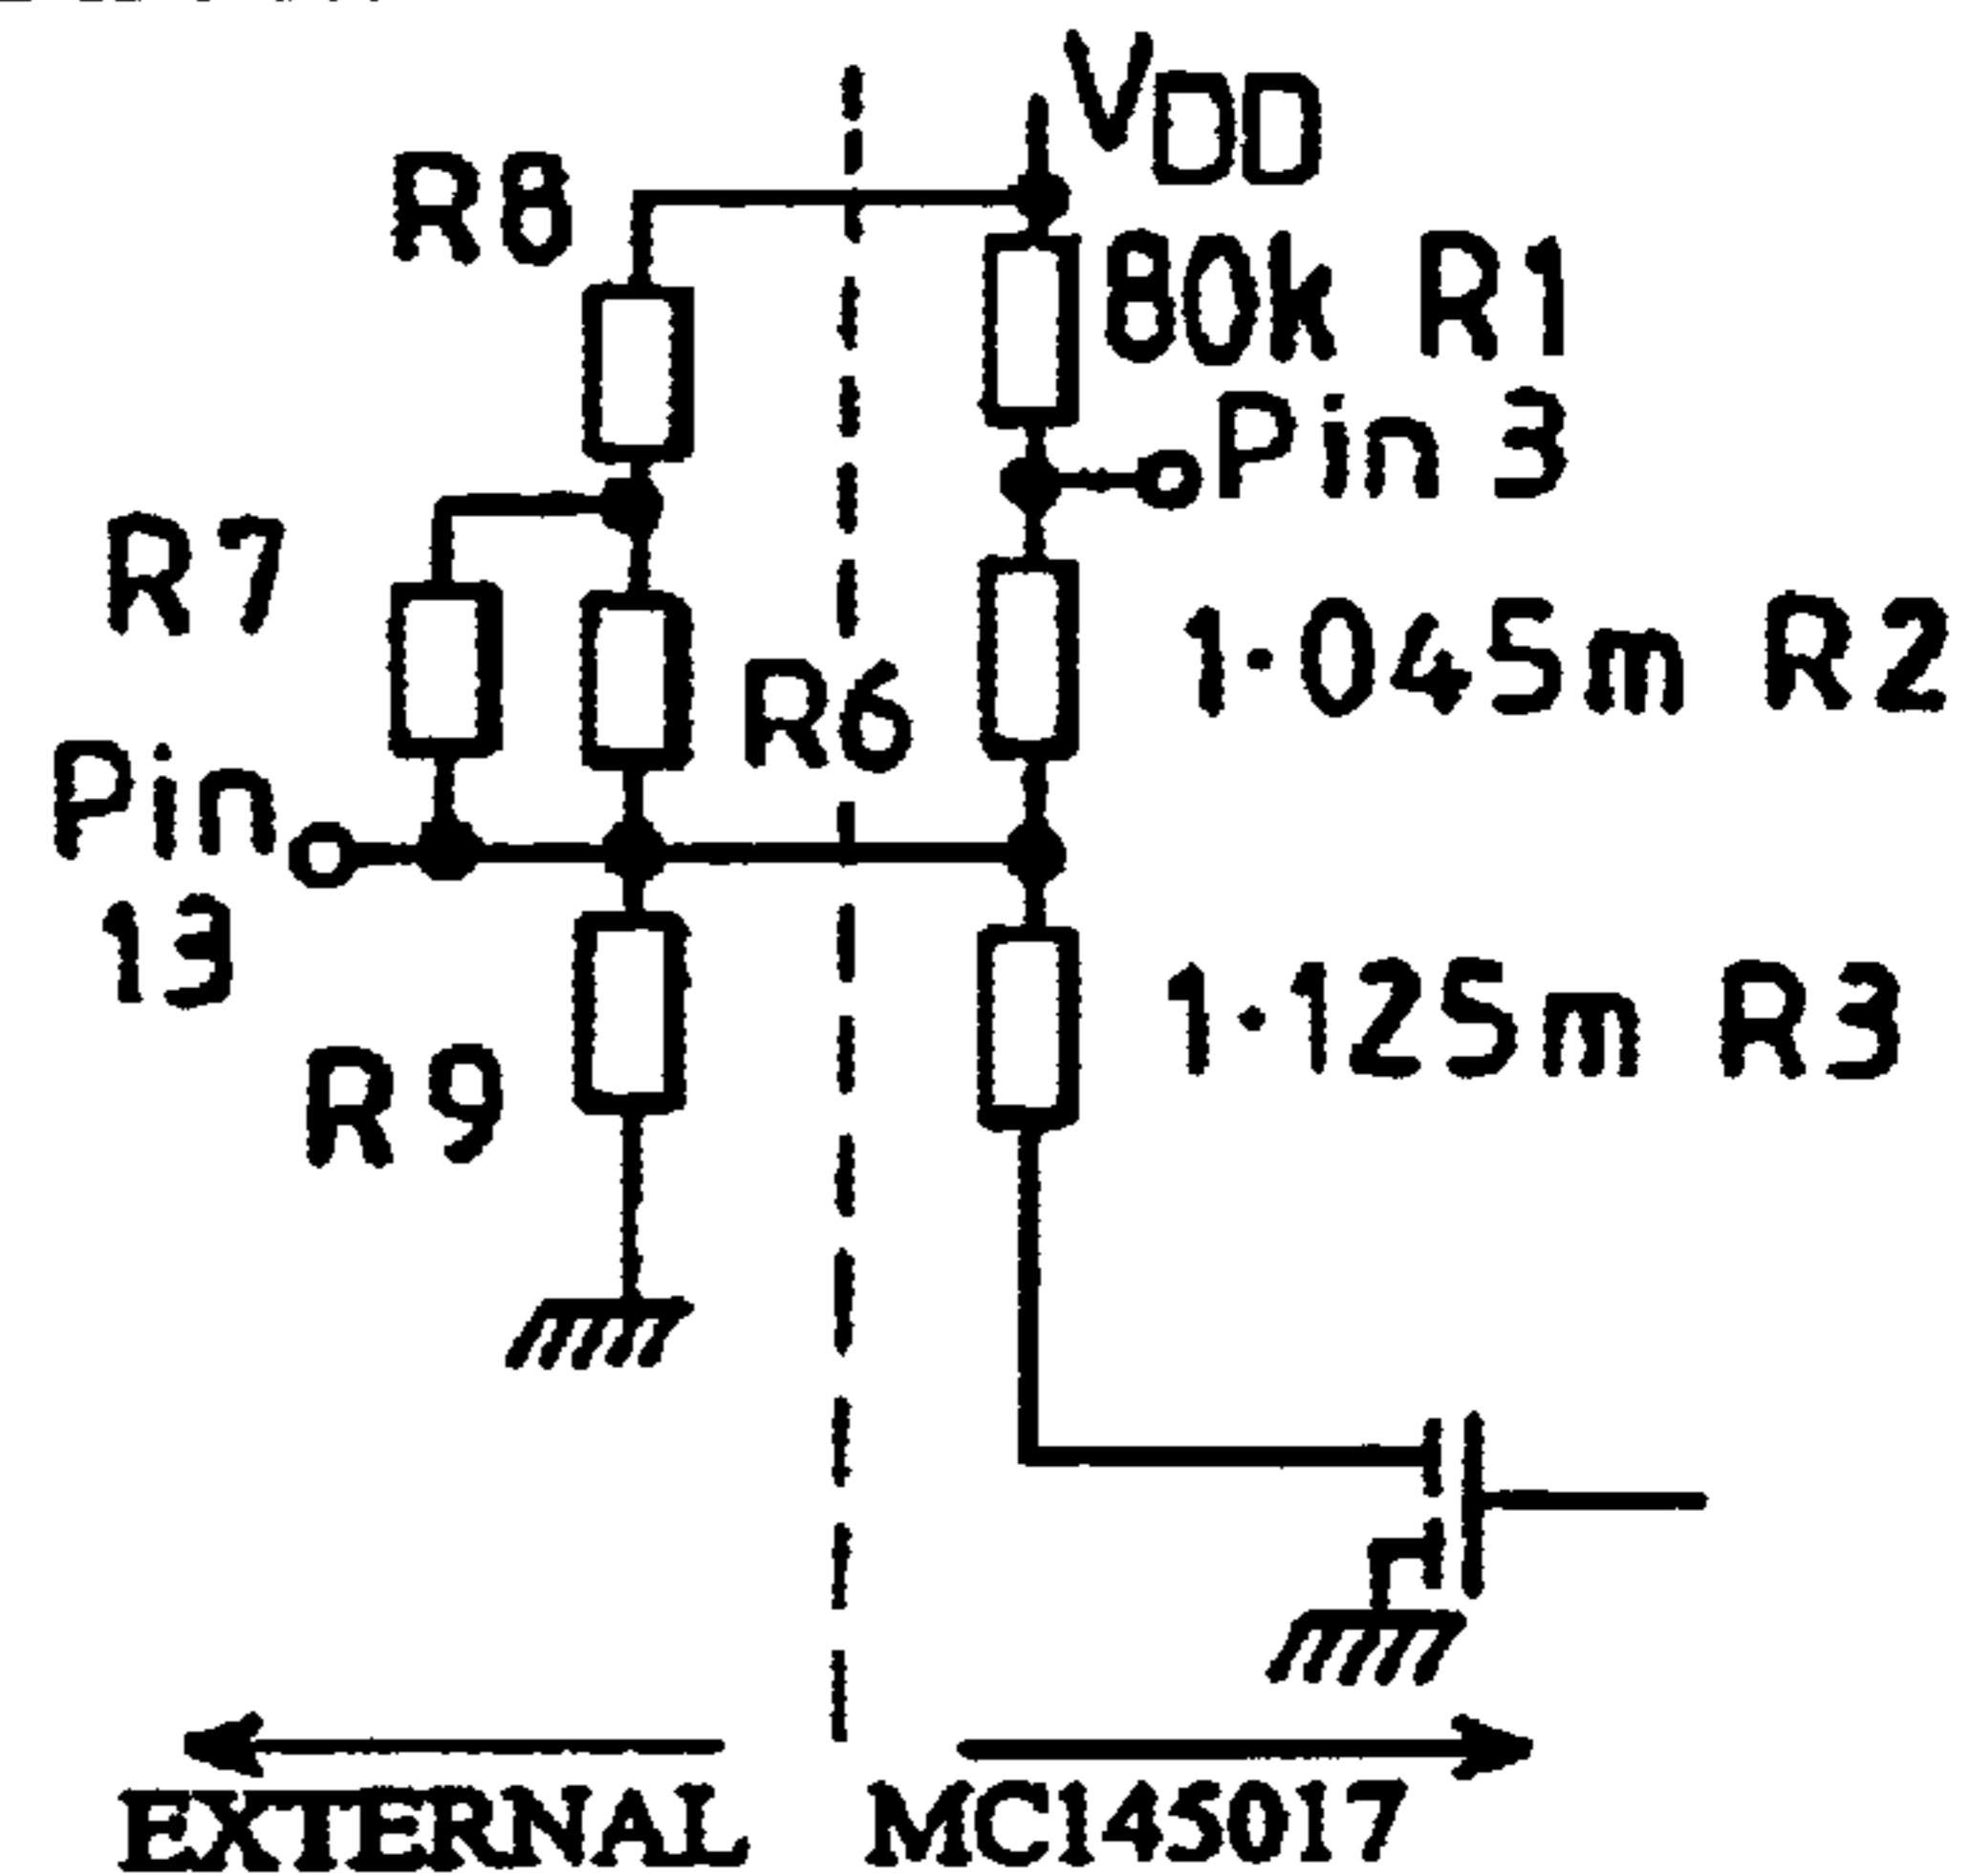 VDD
R8
80k R1
Pin 3
R7
1·045m R2
R6
Pin
13
1·125m R3
R9
EXTERNAL MC145017